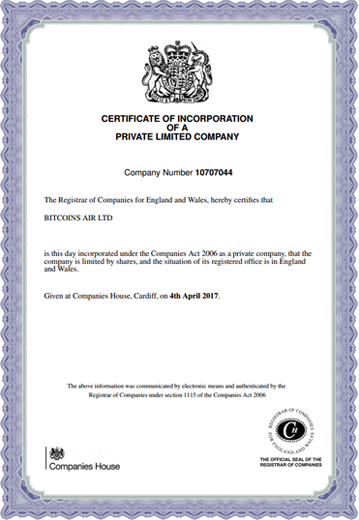 CERTIFICATE OF INCORPORATION
OF A
PRIVATE LIMITED COMPANY
Company Number 10707044
The Registrar of Companies for England and Wales, hereby certifies that
BITCOINS AIR LTD
is this day incorporated under the Companies Act 2006 as a private company, that the
company is limited by shares, and the situation of its registered office is in England
and Wales.
Given at Companies House, Cardiff, on 4th April 2017.
The above information was communicated by electronic means and authenticated by the
Registrar of Companies under section 1115 of the Companies Act 2006
Companies House
REGISTRAR OF COMPANIES
FOR ENGLAND AND WALES
CH
THE OFFICIAL SEAL OF THE
REGISTRAR OF COMPANIES